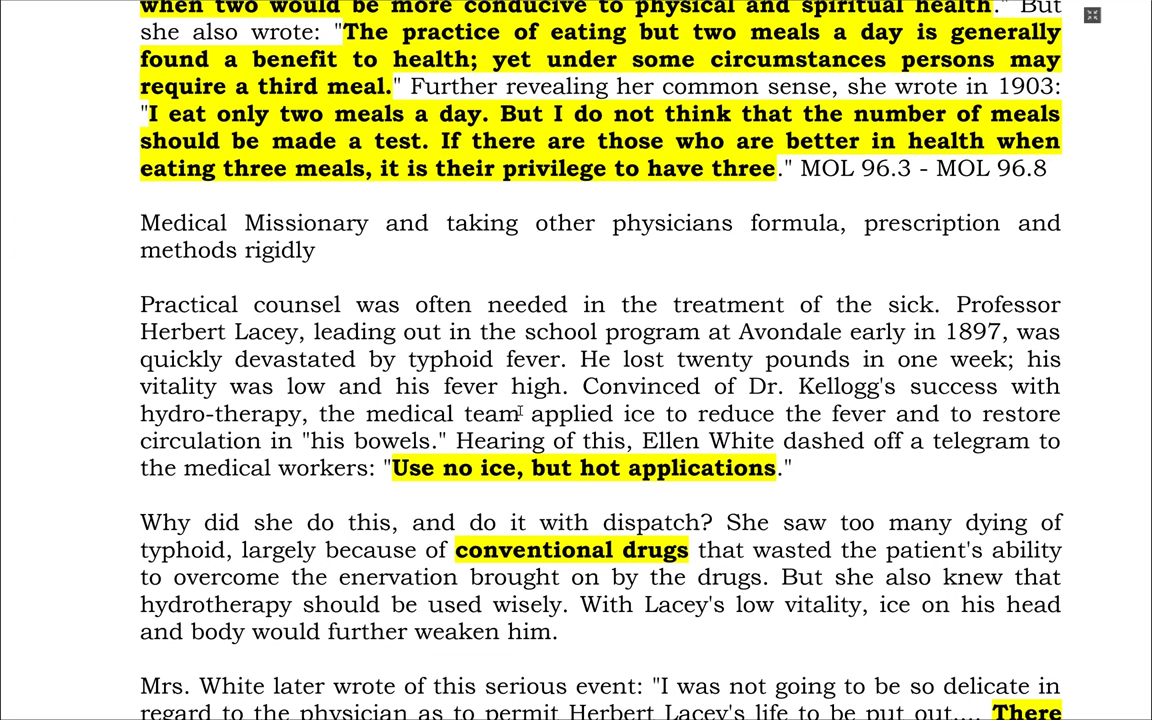 when two would be more conducive to physical and spiritual health." But
she also wrote: "The practice of eating but two meals a day is generally
found a benefit to health; yet under some circumstances persons may
require a third meal." Further revealing her common sense, she wrote in 1903:
"I eat only two meals a day. But I do not think that the number of meals
should be made a test. If there are those who are better in health when
eating three meals, it is their privilege to have three." MOL 96.3 - MOL 96.8
Medical Missionary and taking other physicians formula, prescription and
methods rigidly
Practical counsel was often needed in the treatment of the sick. Professor
Herbert Lacey, leading out in the school program at Avondale early in 1897, was
quickly devastated by typhoid fever. He lost twenty pounds in one week; his
vitality was low and his fever high. Convinced of Dr. Kellogg's success with
hydro-therapy, the medical team applied ice to reduce the fever and to restore
circulation in "his bowels." Hearing of this, Ellen White dashed off a telegram to
the medical workers: "Use no ice, but hot applications."
Why did she do this, and do it with dispatch? She saw too many dying of
typhoid, largely because of conventional drugs that wasted the patient's ability
to overcome the enervation brought on by the drugs. But she also knew that
hydrotherapy should be used wisely. With Lacey's low vitality, ice on his head
and body would further weaken him.
Mrs. White later wrote of this serious event: "I was not going to be so delicate in
regard to the physician as to permit Herbert Lacey's life to be put out.... There